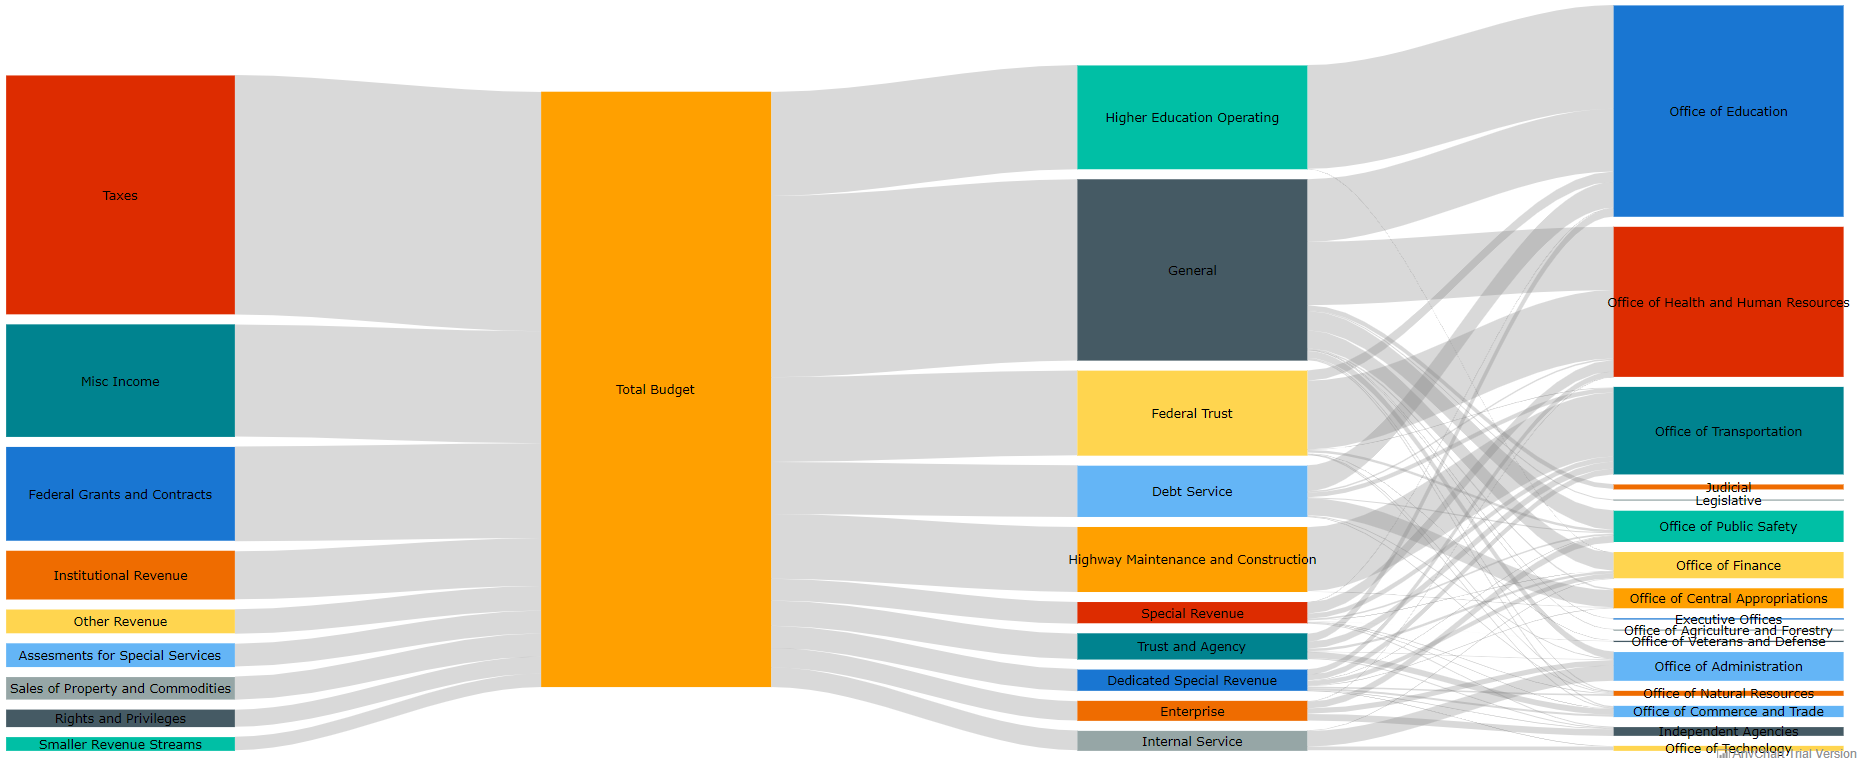 Taxes
Misc Income
Federal Grants and Contracts
Institutional Revenue
Other Revenue
Assesments for Special Services
Sales of Property and Commodities
Rights and Privileges
Smaller Revenue Streams
Total Budget
Higher Education Operating
General
Federal Trust
Debt Service
Highway Maintenance and Construction
Special Revenue
Trust and Agency
Dedicated Special Revenue
Enterprise
Internal Service
Office of Education
Office of Health and Human Resources
Office of Transportation
Judicial
Legislative
Office of Public Safety
Office of Finance
Office of Central Appropriations
Executive Offices
Office of Agriculture and Forestry
Office of Veterans and Defense
Office of Administration
Office of Natural Resources
Office of Commerce and Trade
Independent Agencies
Office of Technology
AnyChart Trial Version